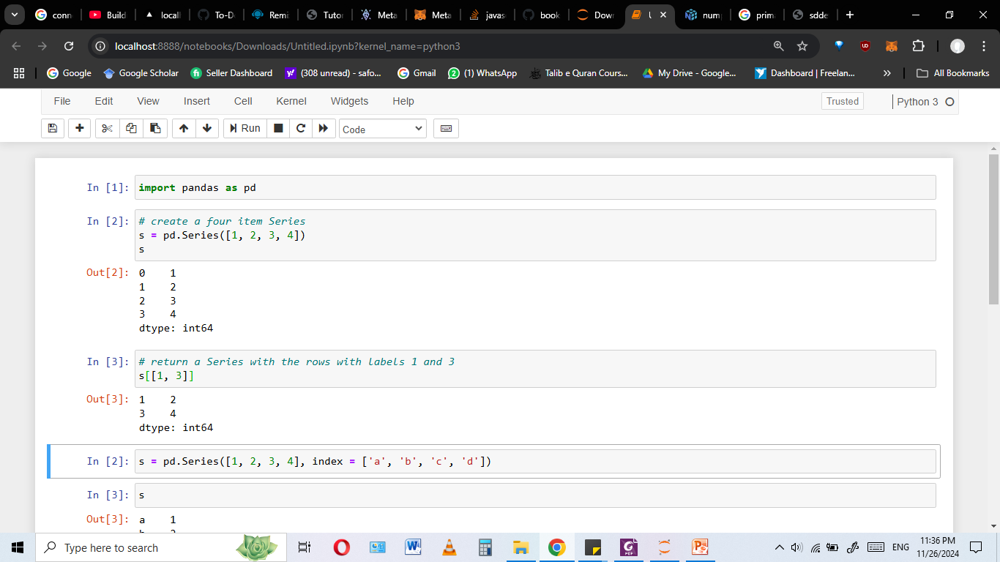 conn
Build
locall
To-D
Remi
Tutor
Meta
Meta
javas
book
Dow
nump
prima
sdde
localhost:8888/notebooks/Downloads/Untitled.ipynb?kernel_name=python3
Google
Google Scholar
Seller Dashboard
(308 unread) - safo...
Gmail
(1) WhatsApp
Talib e Quran Cours...
My Drive - Google...
Dashboard | Freelan...
»
All Bookmarks
File Edit View Insert Cell Kernel Widgets Help
Trusted
Python 3
Run
Code
In [1]: import pandas as pd
In [2]: # create a four item Series
s = pd.Series([1, 2, 3, 4])
s
Out[2]: 0 1
1 2
2 3
3 4
dtype: int64
In [3]: # return a Series with the rows with labels 1 and 3
s[[1, 3]]
Out[3]: 1 2
3 4
dtype: int64
In [2]: s = pd.Series([1, 2, 3, 4], index = ['a', 'b', 'c', 'd'])
In [3]: s
Out[3]: a 1
Type here to search
ENG
11:36 PM
11/26/2024